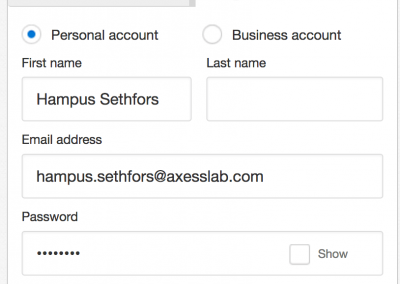 Personal account Business account
First name Last name
Hampus Sethfors
Email address
hampus.sethfors@axesslab.com
Password
•••••••• Show